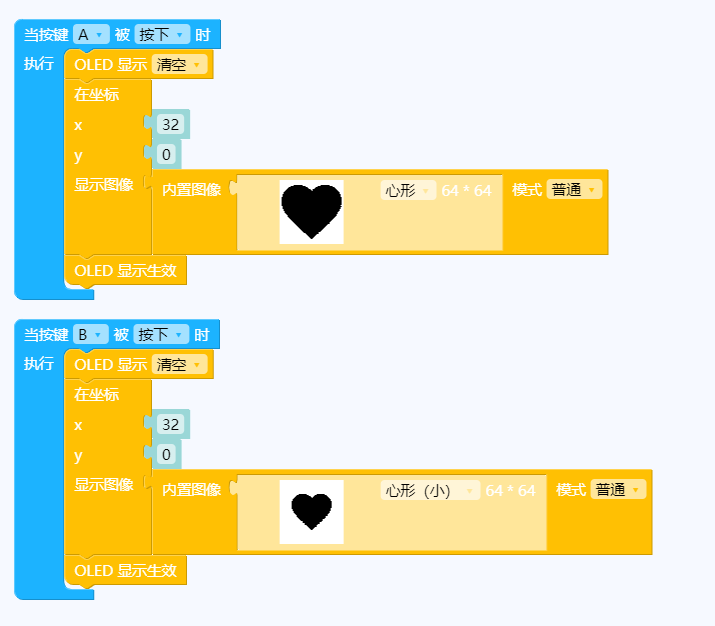 当按键 A 被 按下 时
执行 OLED 显示 清空
在坐标
x 32
y 0
显示图像 内置图像 心形 64 * 64 模式 普通
OLED 显示生效
当按键 B 被 按下 时
执行 OLED 显示 清空
在坐标
x 32
y 0
显示图像 内置图像 心形（小） 64 * 64 模式 普通
OLED 显示生效